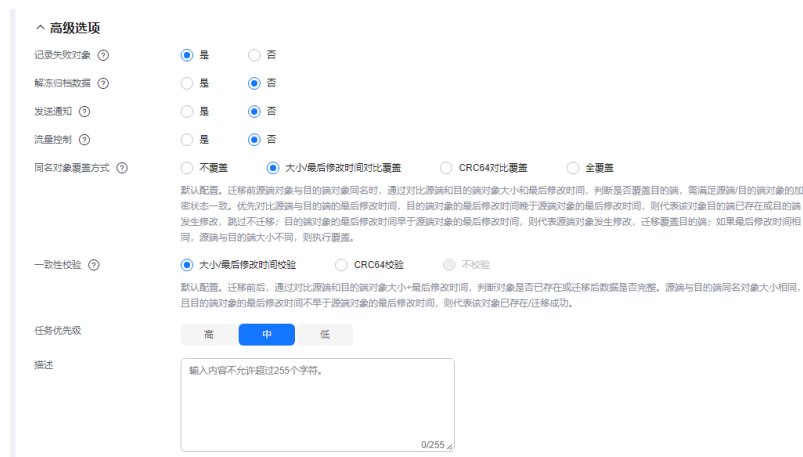 高级选项
记录失败对象 ? 是 否
解冻归档数据 ? 是 否
发送通知 ? 是 否
流量控制 ? 是 否
同名对象覆盖方式 ? 不覆盖 大小/最后修改时间对比覆盖 CRC64对比覆盖 全覆盖
默认配置。迁移前源端对象与目的端对象同名时，通过对比源端和目的端对象大小和最后修改时间，判断是否覆盖目的端，需满足源端/目的端对象的加
密状态一致。优先对比源端与目的端的最后修改时间，目的端对象的最后修改时间晚于源端对象的最后修改时间，则代表该对象目的端已存在或目的端
发生修改，跳过不迁移；目的端对象的最后修改时间早于源端对象的最后修改时间，则代表源端对象发生修改，迁移覆盖目的端；如果最后修改时间相
同，源端与目的端大小不同，则执行覆盖。
一致性校验 ? 大小/最后修改时间校验 CRC64校验 不校验
默认配置。迁移前后，通过对比源端和目的端对象大小+最后修改时间，判断对象是否已存在或迁移后数据是否完整。源端与目的端同名对象大小相同，
且目的端对象的最后修改时间不早于源端对象的最后修改时间，则代表该对象已存在/迁移成功。
任务优先级 高 中 低
描述 输入内容不允许超过255个字符。
0/255